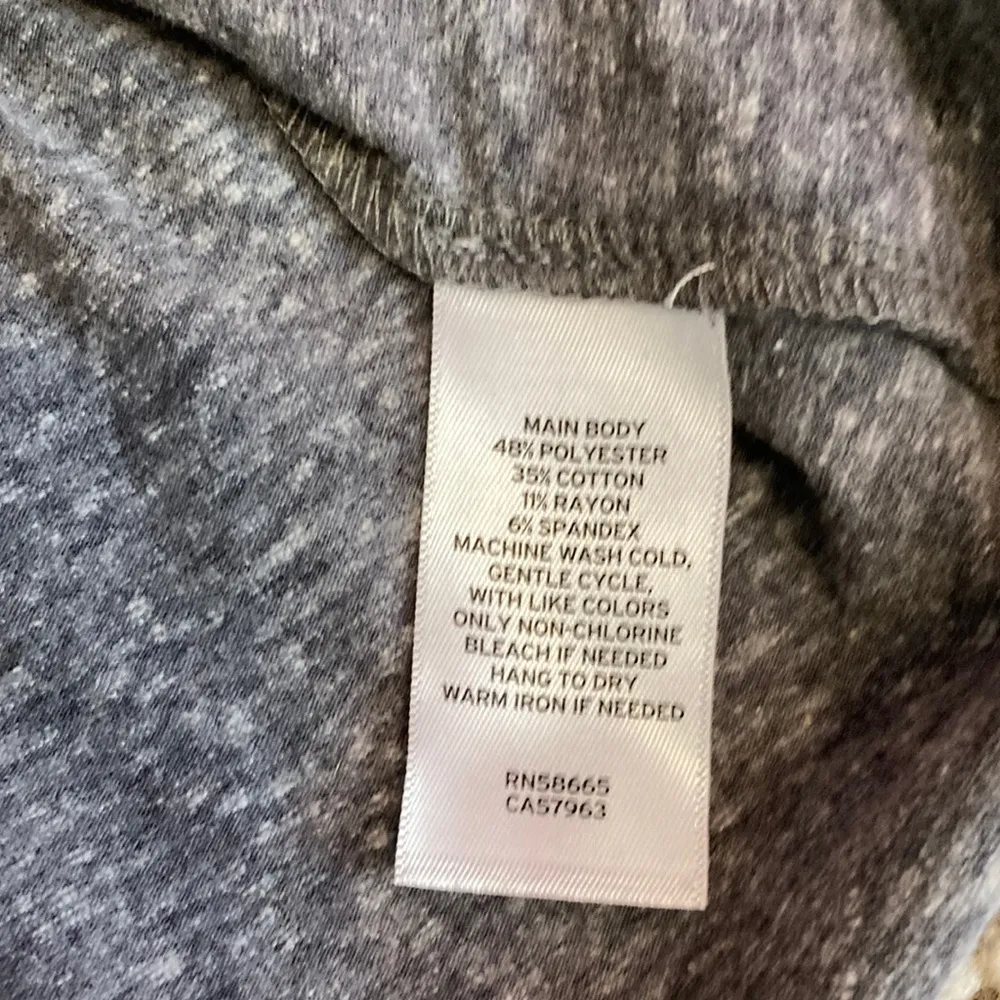 MAIN BODY
48% POLYESTER
35% COTTON
11% RAYON
6% SPANDEX
MACHINE WASH COLD,
GENTLE CYCLE,
WITH LIKE COLORS
ONLY NON-CHLORINE
BLEACH IF NEEDED
HANG TO DRY
WARM IRON IF NEEDED
RN58665
CA57963